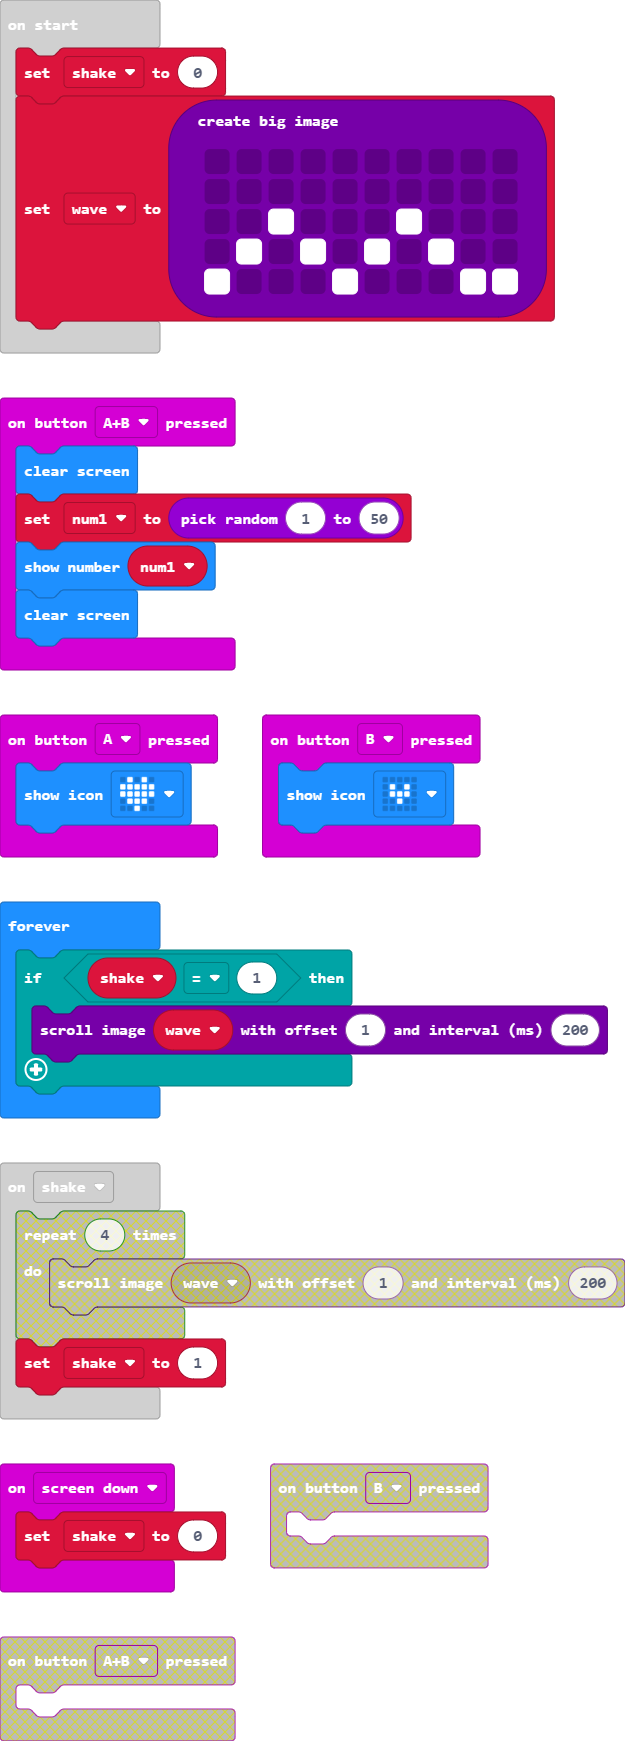 on start
set shake to 0
create big image
set wave to
on button A+B pressed
clear screen
set num1 to pick random 1 to 50
show number num1
clear screen
on button A pressed
show icon
on button B pressed
show icon
forever
if shake = 1 then
scroll image wave with offset 1 and interval (ms) 200
on shake
repeat 4 times
do scroll image wave with offset 1 and interval (ms) 200
set shake to 1
on screen down
set shake to 0
on button B pressed
on button A+B pressed